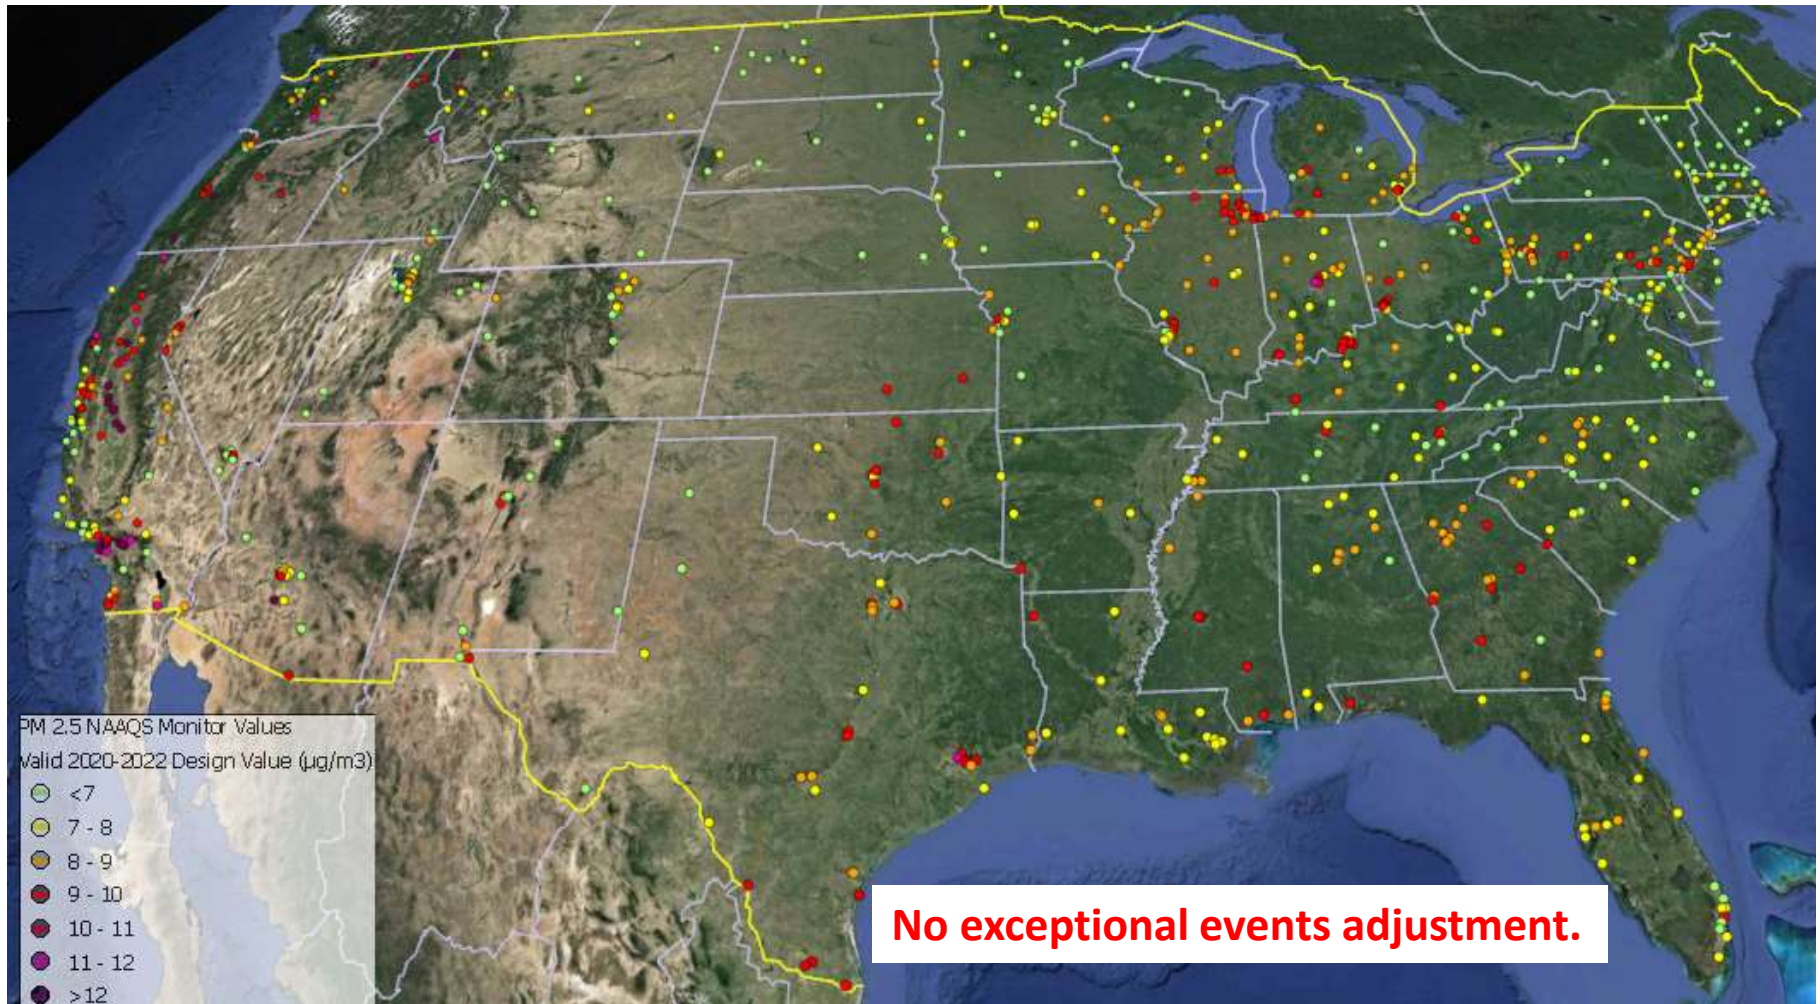 PM 2.5 NAAQS Monitor Values
Valid 2020-2022 Design Value (µg/m3)
<7
7 - 8
8 - 9
9 - 10
10 - 11
11 - 12
>12
No exceptional events adjustment.